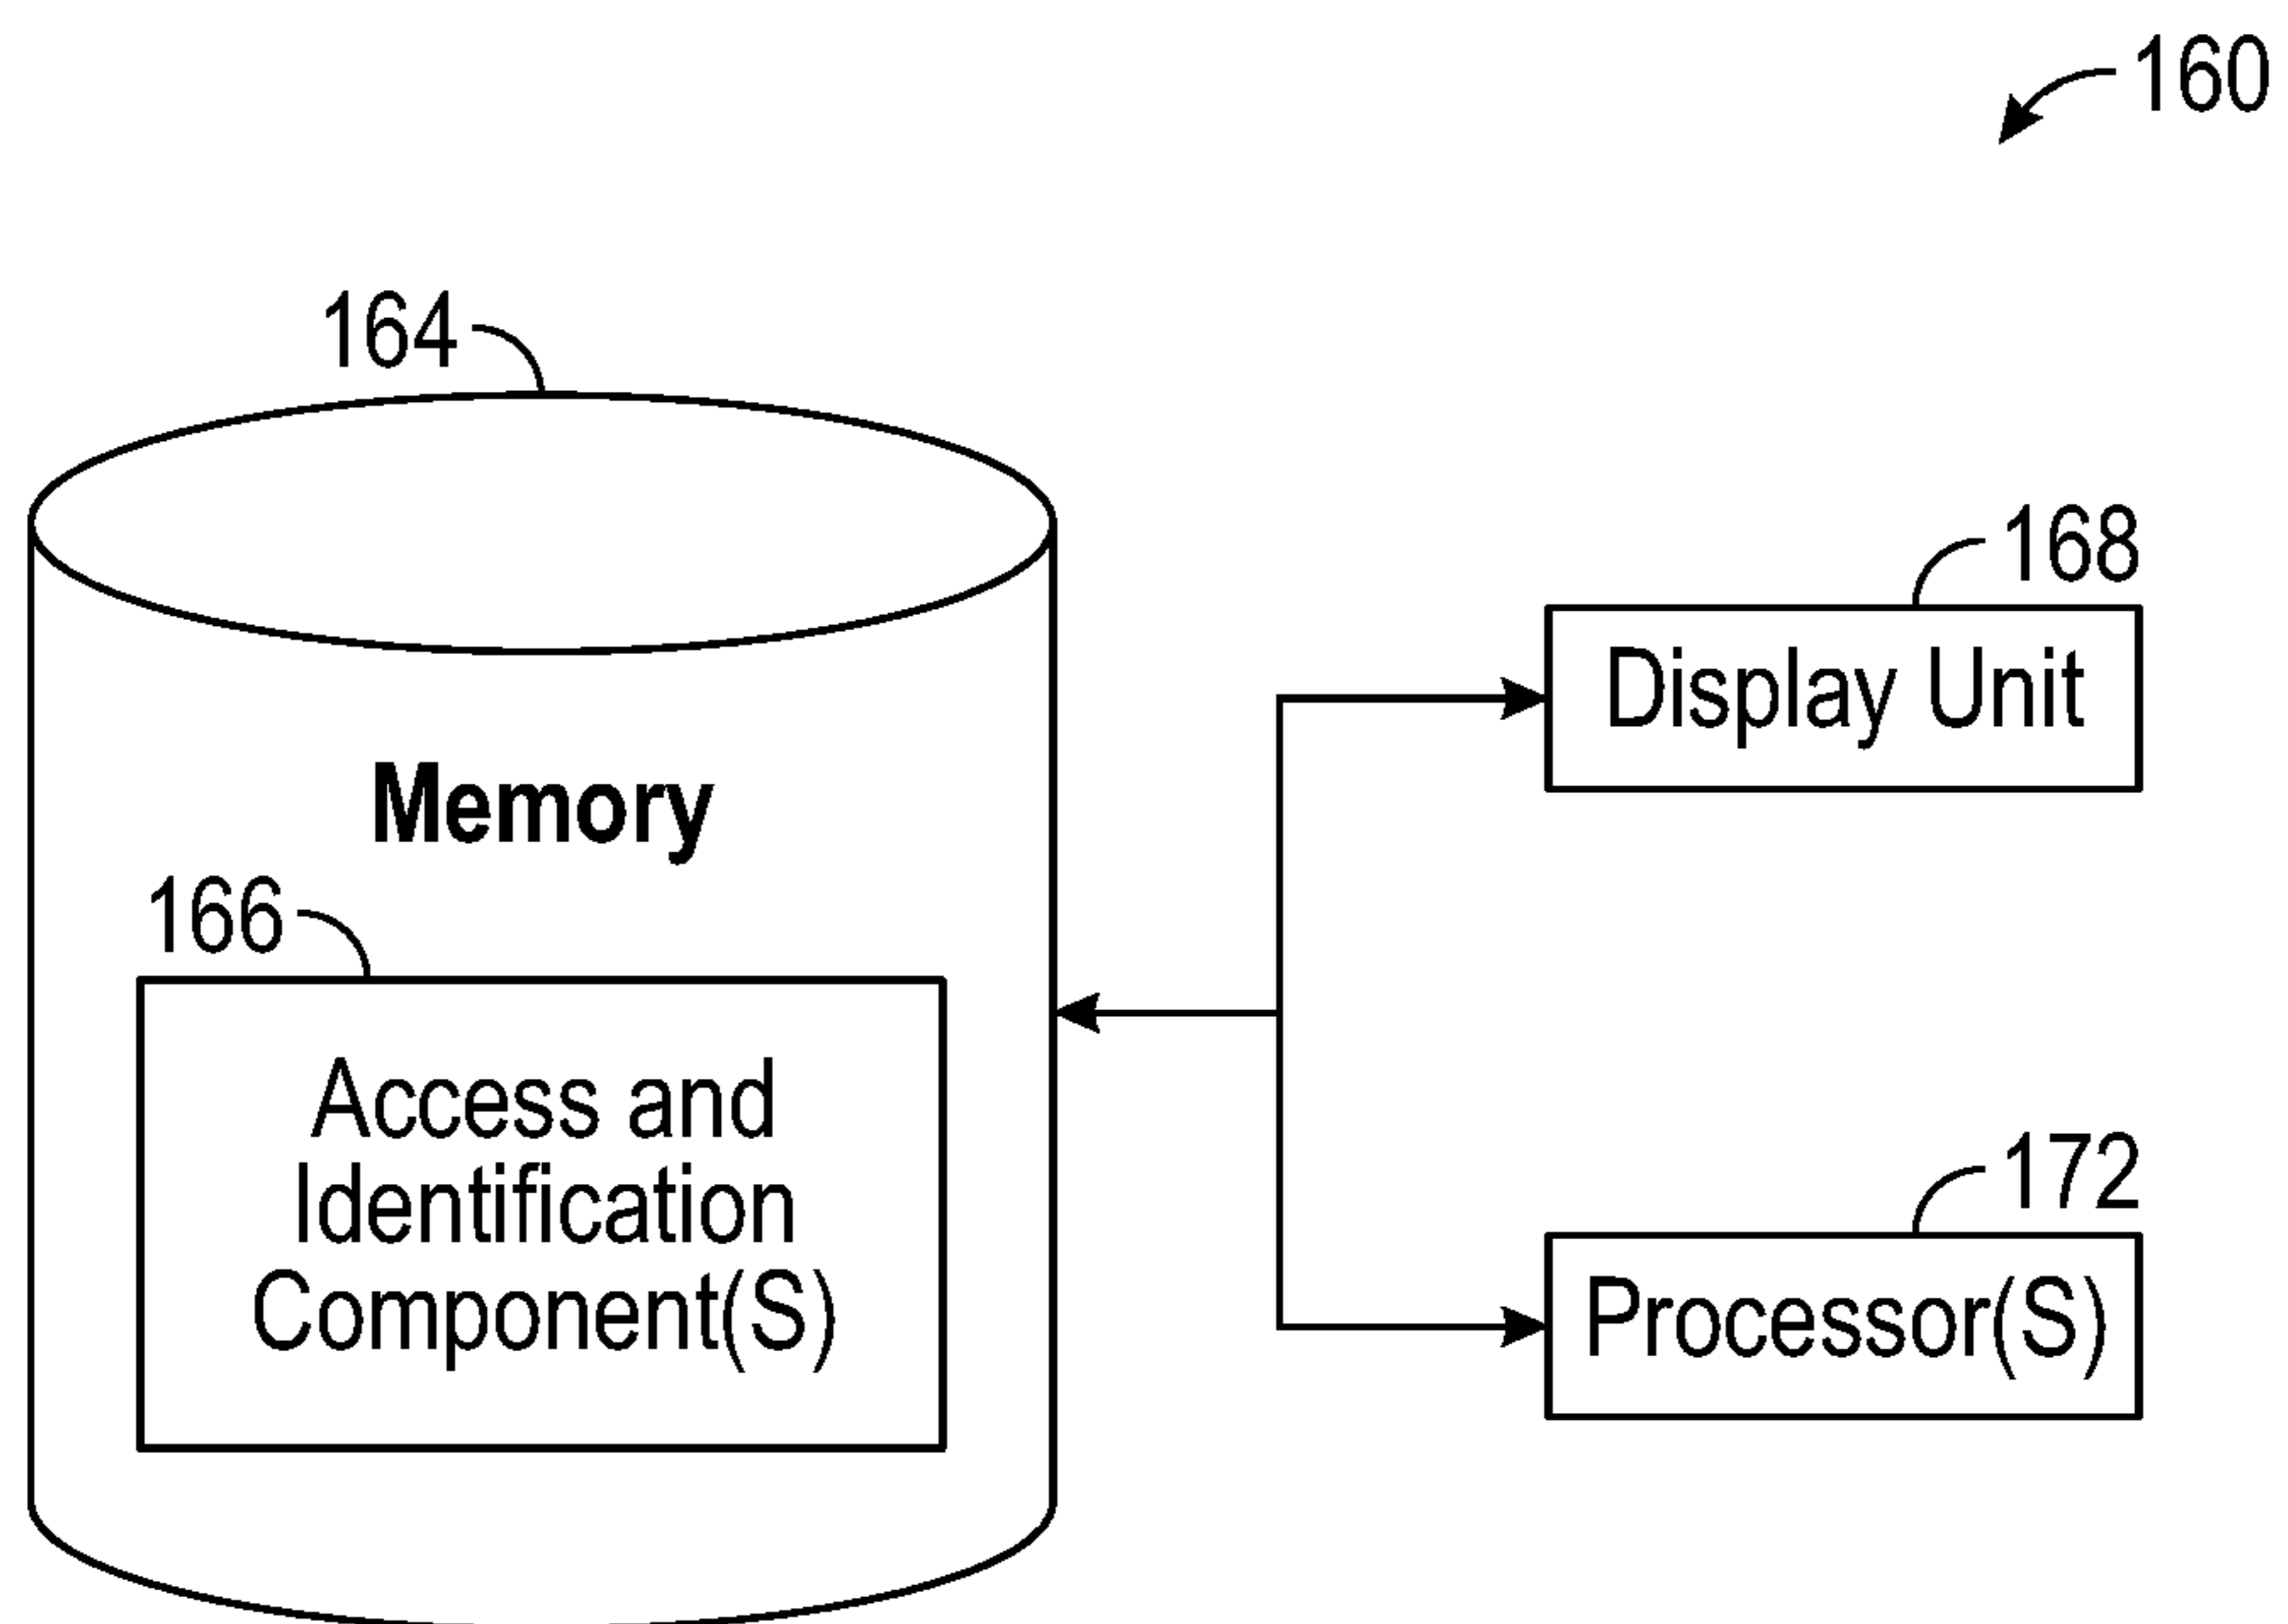 160
164
168
Display Unit
Memory
166
Access and
Identification
Component(S)
172
Processor(S)